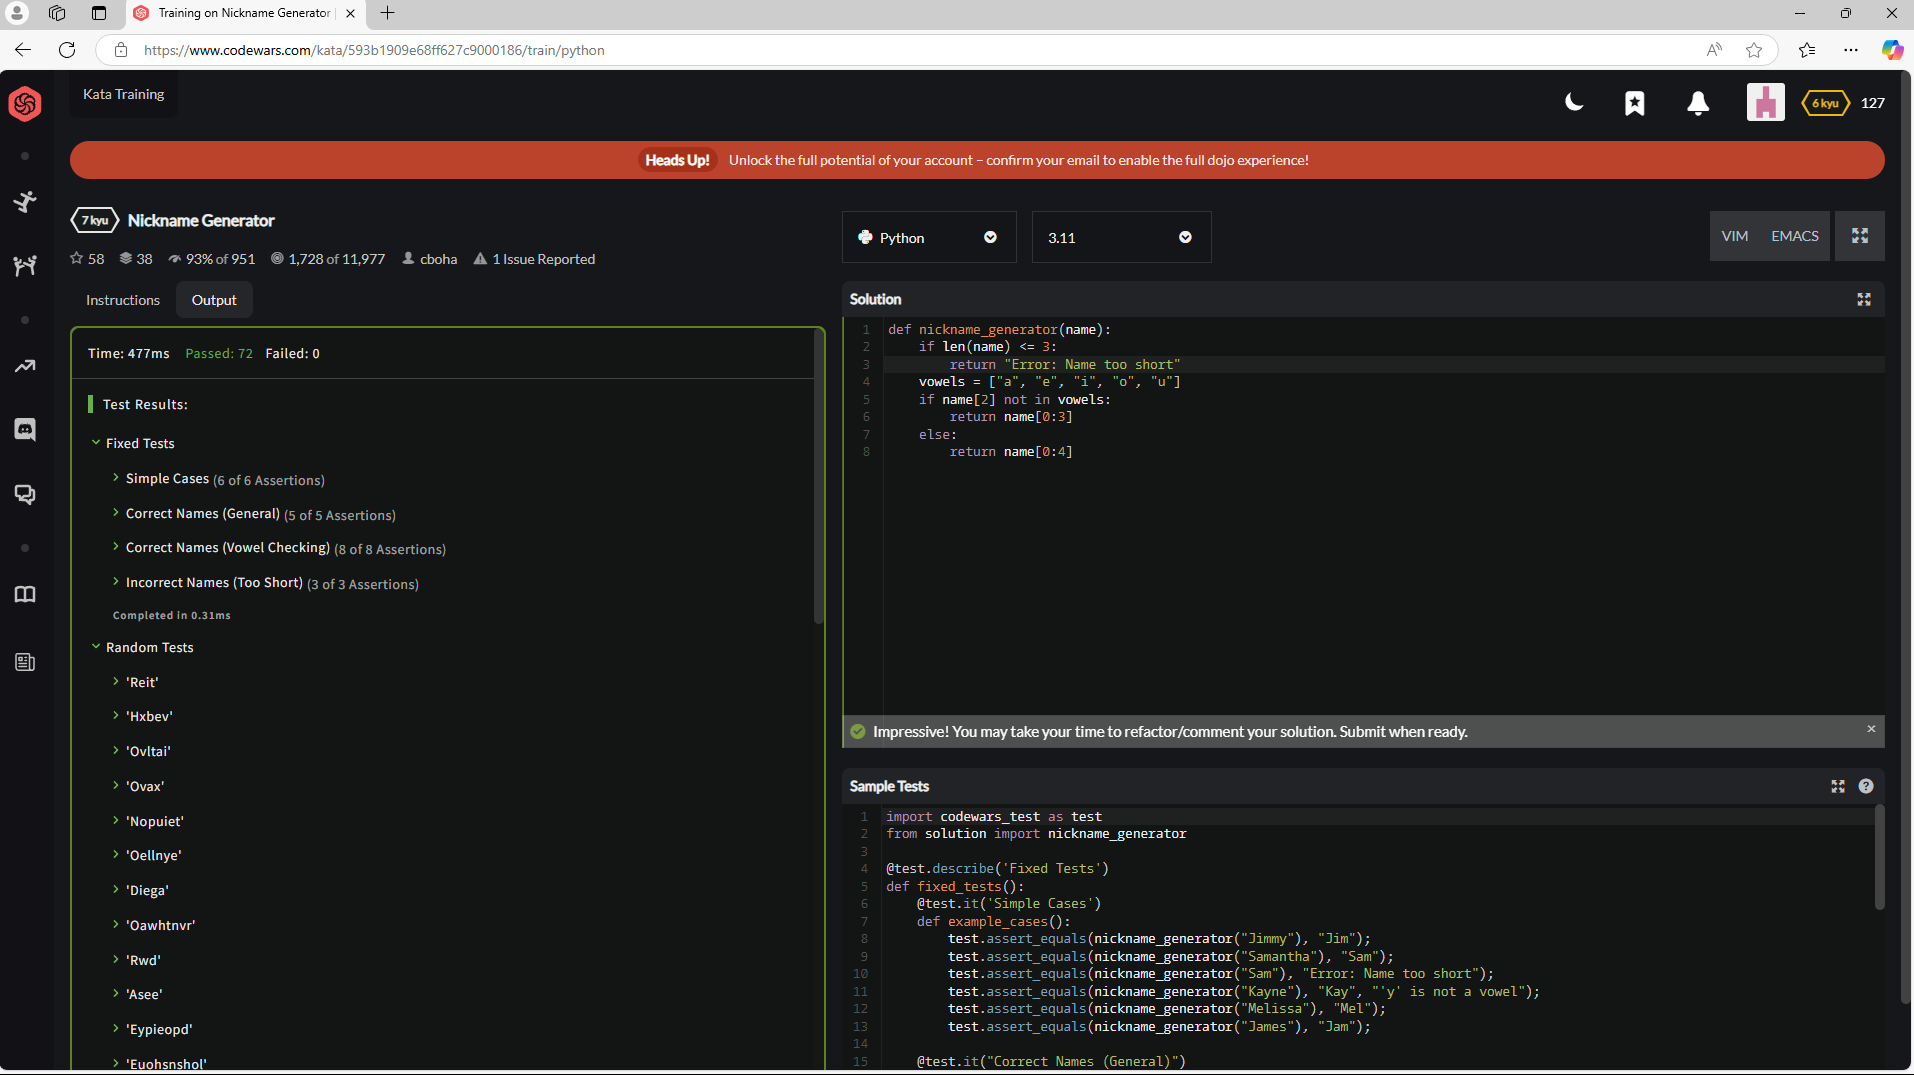 Training on Nickname Generator |
https://www.codewars.com/kata/593b1909e68ff627c9000186/train/python
Kata Training
6 kyu 127
Heads Up! Unlock the full potential of your account – confirm your email to enable the full dojo experience!
7 kyu Nickname Generator
58 38 93% of 951 1,728 of 11,977 cboha 1 Issue Reported
Instructions Output
Time: 477ms Passed: 72 Failed: 0
Test Results:
Fixed Tests
Simple Cases (6 of 6 Assertions)
Correct Names (General) (5 of 5 Assertions)
Correct Names (Vowel Checking) (8 of 8 Assertions)
Incorrect Names (Too Short) (3 of 3 Assertions)
Completed in 0.31ms
Random Tests
'Reit'
'Hxbev'
'Ovltai'
'Ovax'
'Nopuiet'
'Oellnye'
'Diega'
'Oawhtnvr'
'Rwd'
'Asee'
'Eypieopd'
'Euohsnshol'
Python 3.11 VIM EMACS
Solution
1 def nickname_generator(name):
2 if len(name) <= 3:
3 return "Error: Name too short"
4 vowels = ["a", "e", "i", "o", "u"]
5 if name[2] not in vowels:
6 return name[0:3]
7 else:
8 return name[0:4]
Impressive! You may take your time to refactor/comment your solution. Submit when ready.
Sample Tests
1 import codewars_test as test
2 from solution import nickname_generator
3
4 @test.describe('Fixed Tests')
5 def fixed_tests():
6 @test.it('Simple Cases')
7 def example_cases():
8 test.assert_equals(nickname_generator("Jimmy"), "Jim");
9 test.assert_equals(nickname_generator("Samantha"), "Sam");
10 test.assert_equals(nickname_generator("Sam"), "Error: Name too short");
11 test.assert_equals(nickname_generator("Kayne"), "Kay", "'y' is not a vowel");
12 test.assert_equals(nickname_generator("Melissa"), "Mel");
13 test.assert_equals(nickname_generator("James"), "Jam");
14
15 @test.it("Correct Names (General)")